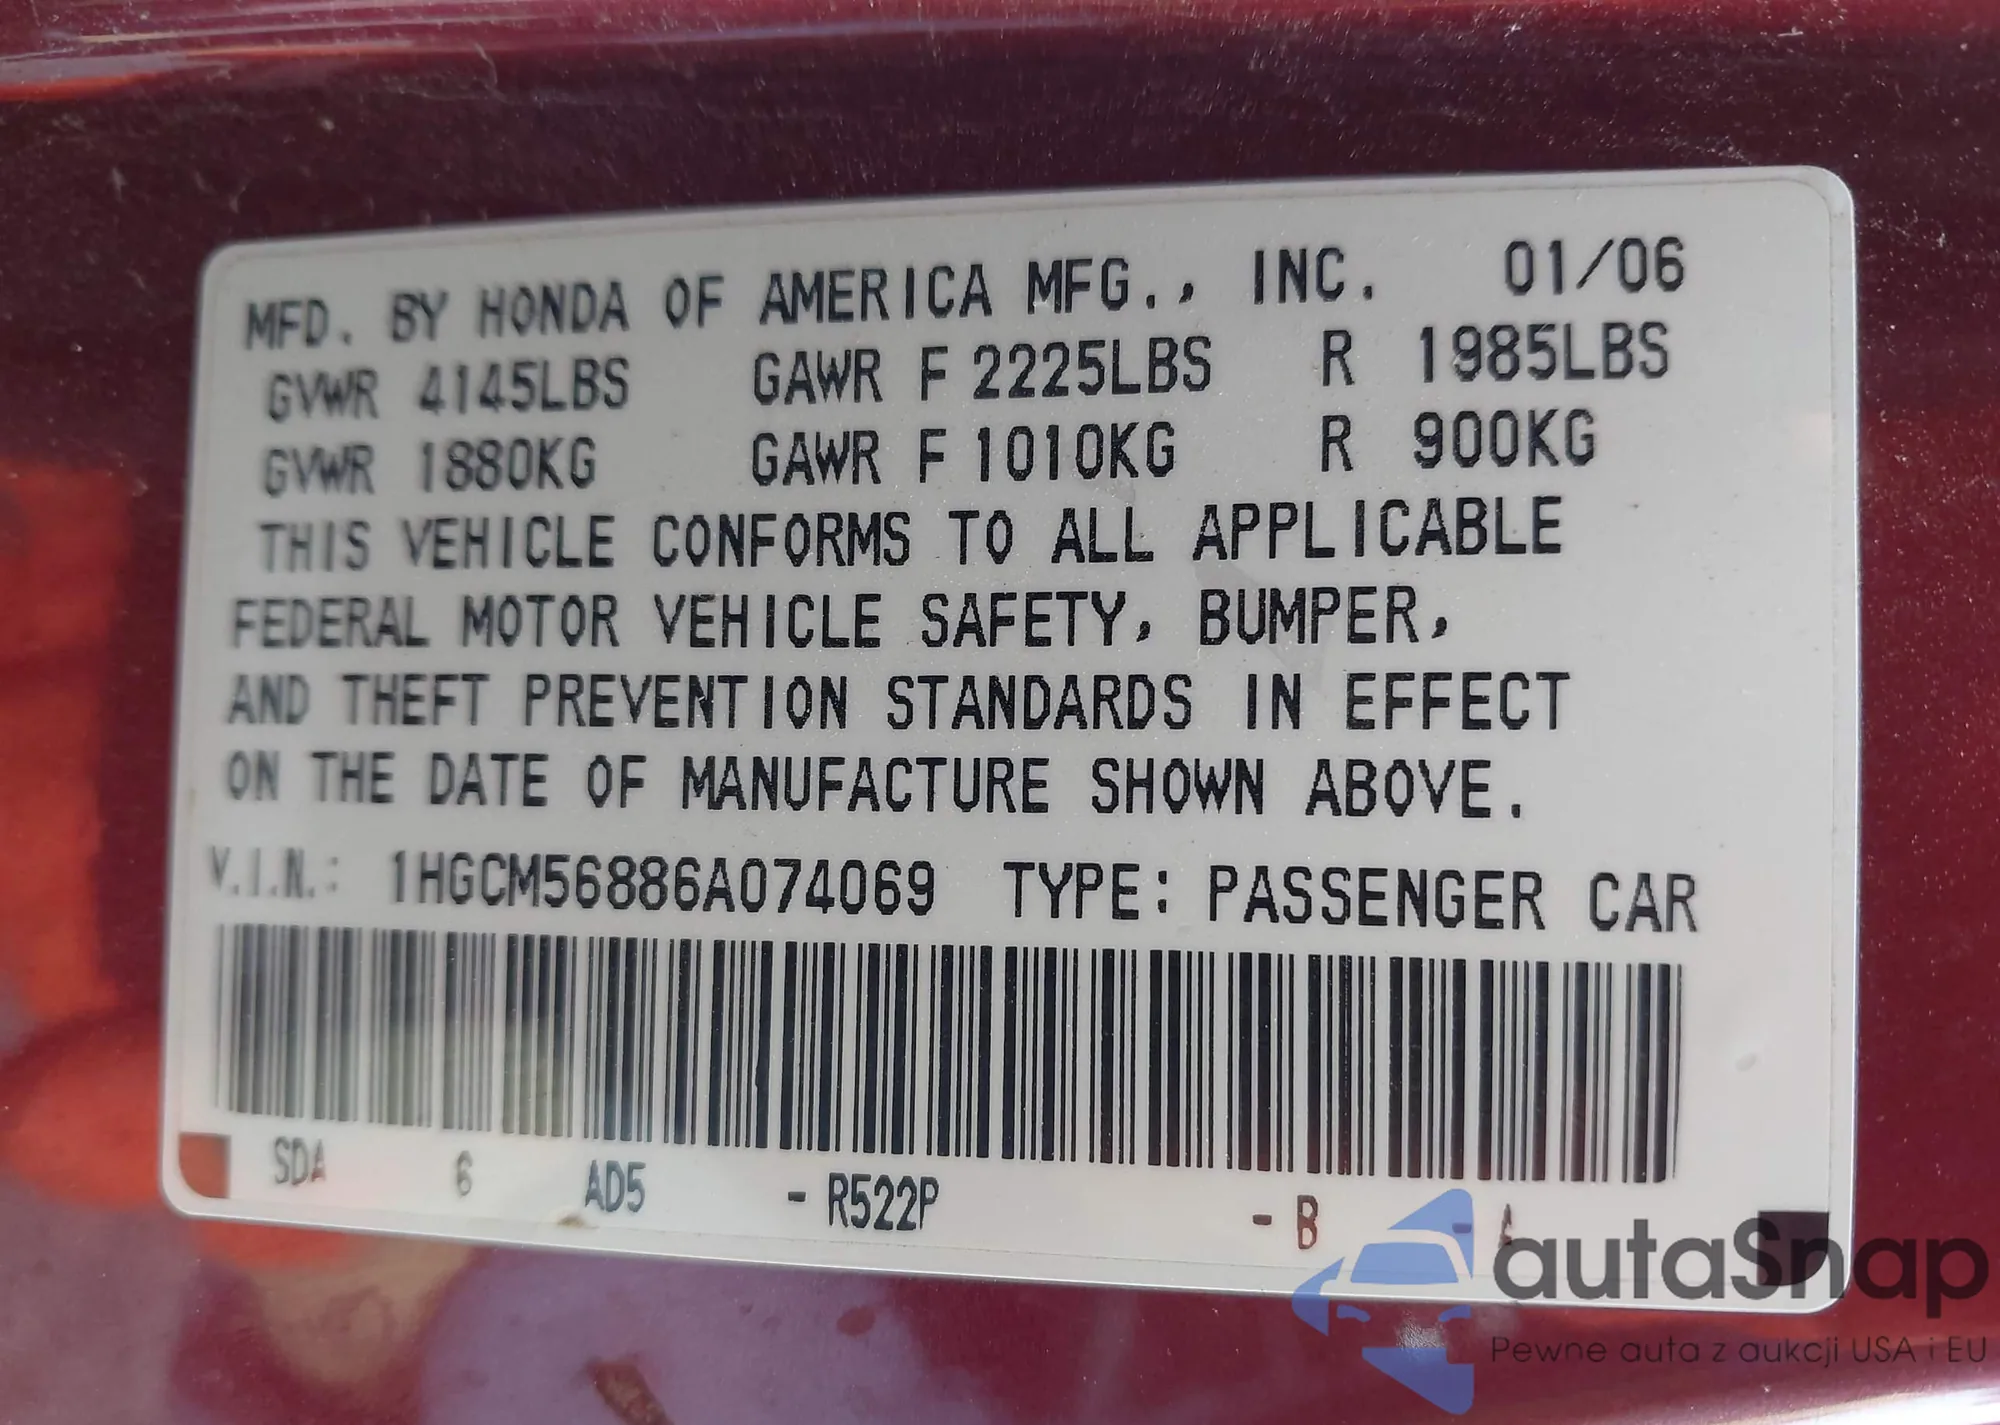 MFD. BY HONDA OF AMERICA MFG., INC. 01/06
GVWR 4145LBS GAWR F 2225LBS R 1985LBS
GVWR 1880KG GAWR F 1010KG R 900KG
THIS VEHICLE CONFORMS TO ALL APPLICABLE
FEDERAL MOTOR VEHICLE SAFETY, BUMPER,
AND THEFT PREVENTION STANDARDS IN EFFECT
ON THE DATE OF MANUFACTURE SHOWN ABOVE.
V.I.N.: 1HGCM56886A074069 TYPE: PASSENGER CAR
SDA 6 AD5 - R522P - B - A
autaSnap
Pewne auta z aukcji USA i EU